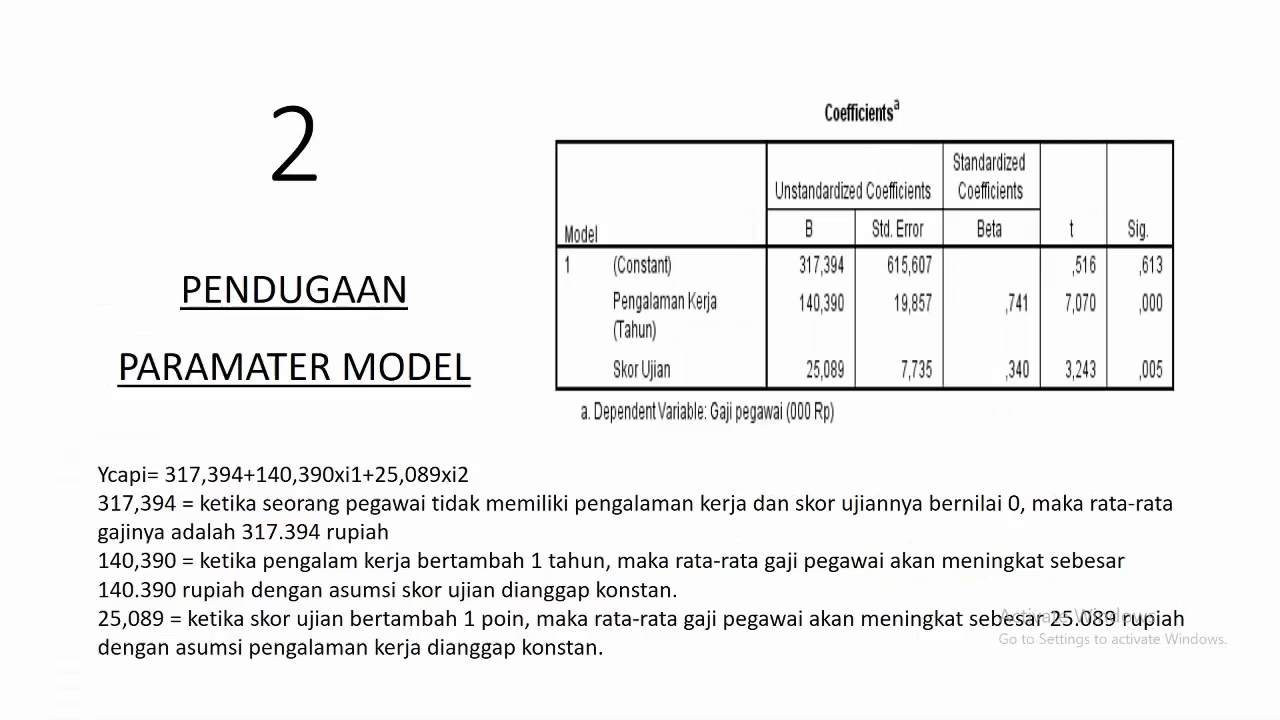 2
PENDUGAAN
PARAMATER MODEL
Coefficientsa
Model
Unstandardized Coefficients
Standardized Coefficients
t
Sig.
B
Std. Error
Beta
1 (Constant) 317,394 615,607 ,516 ,613
Pengalaman Kerja (Tahun) 140,390 19,857 ,741 7,070 ,000
Skor Ujian 25,089 7,735 ,340 3,243 ,005
a. Dependent Variable: Gaji pegawai (000 Rp)
Ycapi= 317,394+140,390xi1+25,089xi2
317,394 = ketika seorang pegawai tidak memiliki pengalaman kerja dan skor ujiannya bernilai 0, maka rata-rata
gajinya adalah 317.394 rupiah
140,390 = ketika pengalam kerja bertambah 1 tahun, maka rata-rata gaji pegawai akan meningkat sebesar
140.390 rupiah dengan asumsi skor ujian dianggap konstan.
25,089 = ketika skor ujian bertambah 1 poin, maka rata-rata gaji pegawai akan meningkat sebesar 25.089 rupiah
dengan asumsi pengalaman kerja dianggap konstan.
Activate Windows
Go to Settings to activate Windows.